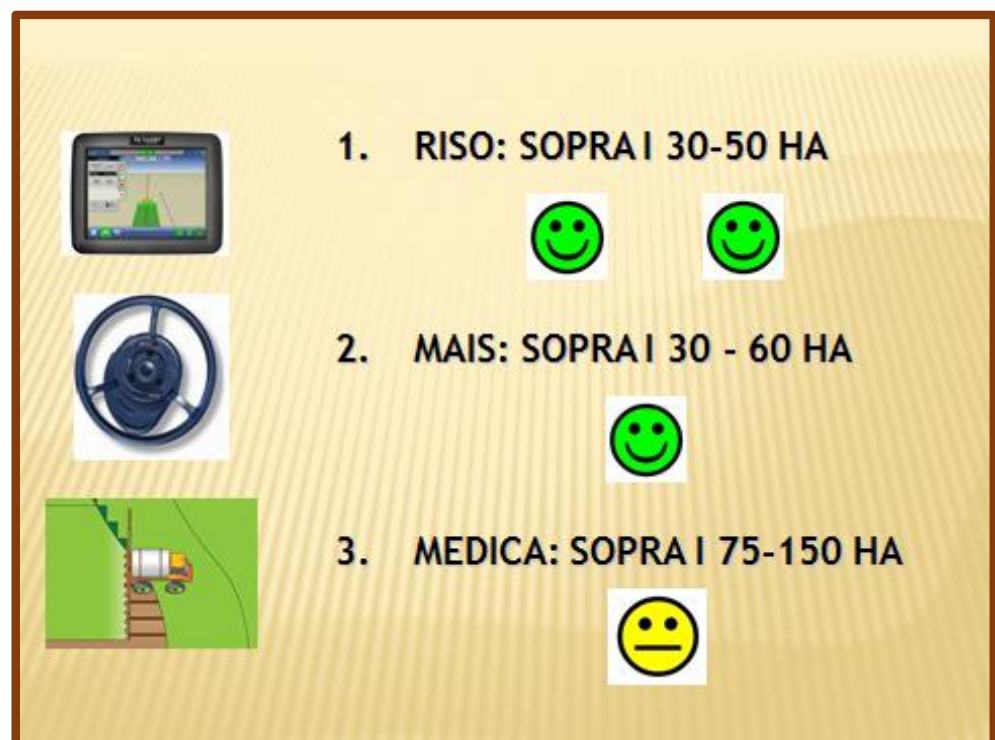 1. RISO: SOPRA I 30-50 HA
2. MAIS: SOPRA I 30 - 60 HA
3. MEDICA: SOPRA I 75-150 HA